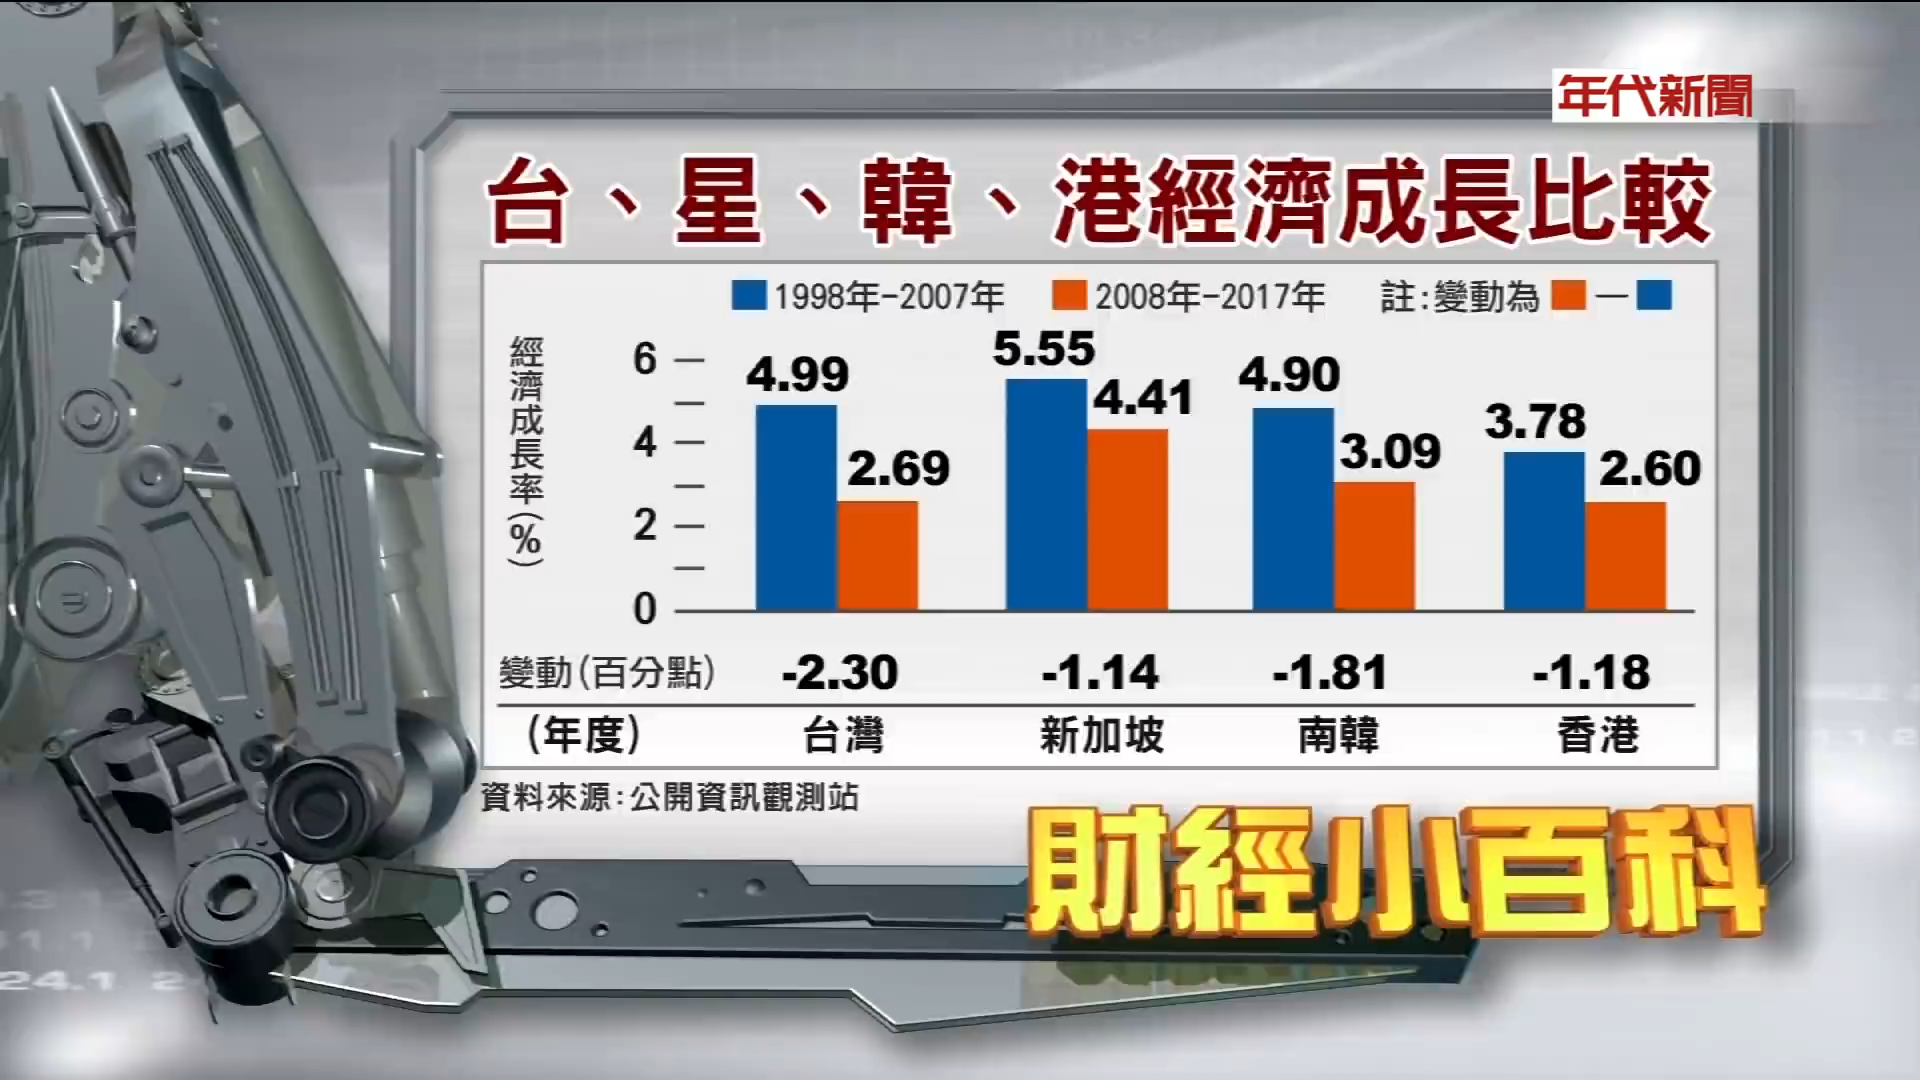 年代新聞
台、星、韓、港經濟成長比較
1998年-2007年 2008年-2017年 註:變動為 —
經濟成長率(%)
6
4
2
0
4.99 2.69 5.55 4.41 4.90 3.09 3.78 2.60
變動(百分點) -2.30 -1.14 -1.81 -1.18
(年度) 台灣 新加坡 南韓 香港
資料來源:公開資訊觀測站
財經小百科